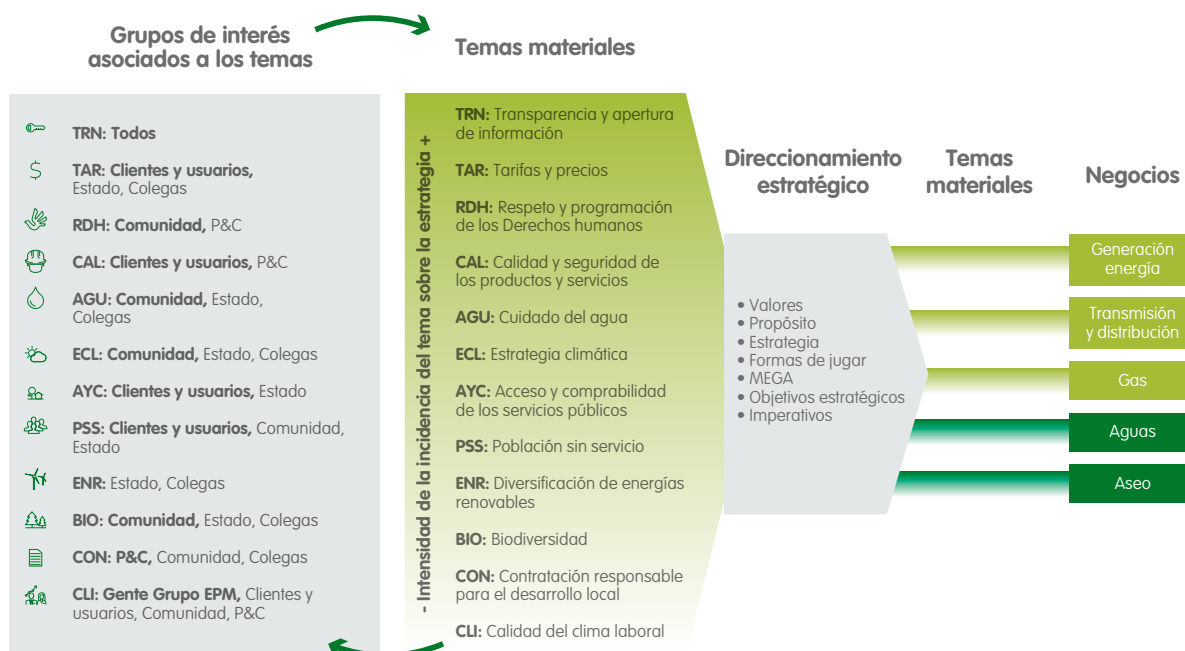 Grupos de interés
asociados a los temas
TRN: Todos
TAR: Clientes y usuarios,
Estado, Colegas
RDH: Comunidad, P&C
CAL: Clientes y usuarios, P&C
AGU: Comunidad, Estado,
Colegas
ECL: Comunidad, Estado, Colegas
AYC: Clientes y usuarios, Estado
PSS: Clientes y usuarios, Comunidad,
Estado
ENR: Estado, Colegas
BIO: Comunidad, Estado, Colegas
CON: P&C, Comunidad, Colegas
CLI: Gente Grupo EPM, Clientes y
usuarios, Comunidad, P&C
Temas materiales
- Intensidad de la incidencia del tema sobre la estrategia +
TRN: Transparencia y apertura
de información
TAR: Tarifas y precios
RDH: Respeto y programación
de los Derechos humanos
CAL: Calidad y seguridad de
los productos y servicios
AGU: Cuidado del agua
ECL: Estrategia climática
AYC: Acceso y comprabilidad
de los servicios públicos
PSS: Población sin servicio
ENR: Diversificación de energías
renovables
BIO: Biodiversidad
CON: Contratación responsable
para el desarrollo local
CLI: Calidad del clima laboral
Direccionamiento
estratégico
• Valores
• Propósito
• Estrategia
• Formas de jugar
• MEGA
• Objetivos estratégicos
• Imperativos
Temas
materiales
Negocios
Generación
energía
Transmisión
y distribución
Gas
Aguas
Aseo